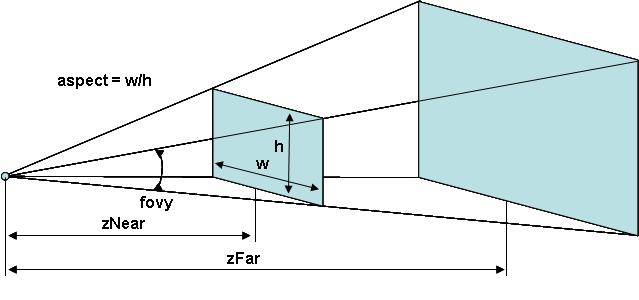 aspect = w/h
h
w
fovy
zNear
zFar